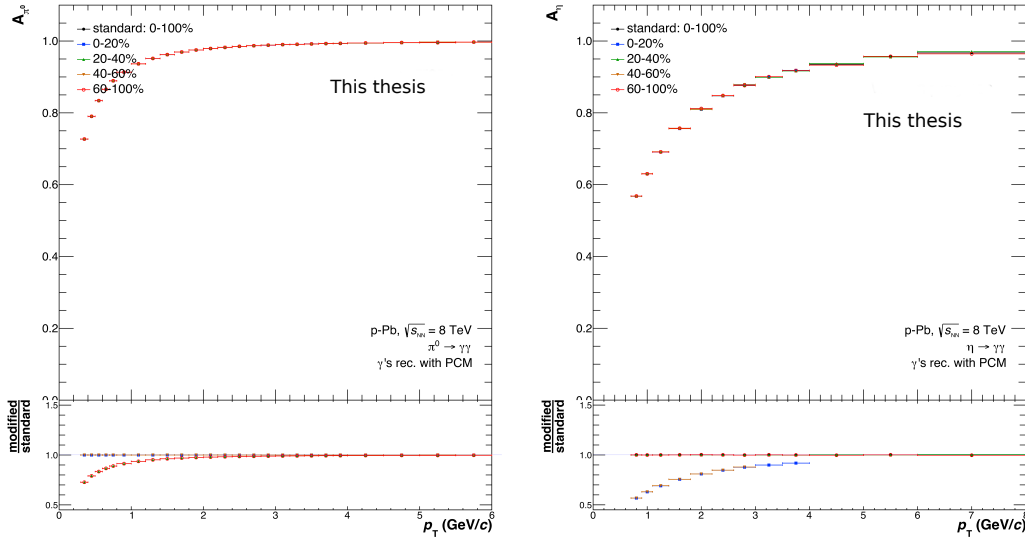 A_π⁰
1.0
0.8
0.6
0.4
0.2
0.0
standard: 0-100%
0-20%
20-40%
40-60%
60-100%
This thesis
p-Pb, √s_NN = 8 TeV
π⁰ → γγ
γ's rec. with PCM
modified
standard
1.5
1.0
0.5
0 1 2 3 4 5 6
p_T (GeV/c)
A_η
1.0
0.8
0.6
0.4
0.2
0.0
standard: 0-100%
0-20%
20-40%
40-60%
60-100%
This thesis
p-Pb, √s_NN = 8 TeV
η → γγ
γ's rec. with PCM
modified
standard
1.5
1.0
0.5
0 1 2 3 4 5 6 7 8
p_T (GeV/c)